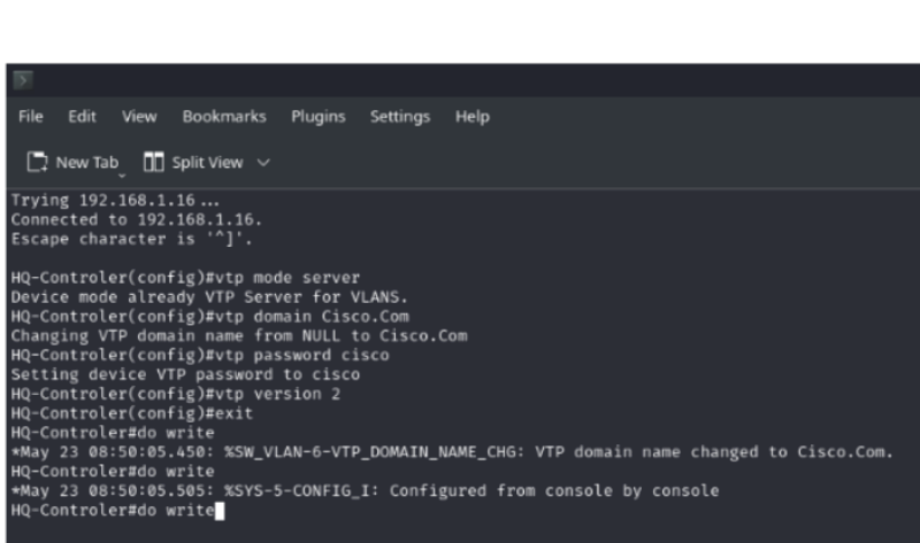 File Edit View Bookmarks Plugins Settings Help
New Tab Split View
Trying 192.168.1.16...
Connected to 192.168.1.16.
Escape character is '^]'.
HQ-Controler(config)#vtp mode server
Device mode already VTP Server for VLANS.
HQ-Controler(config)#vtp domain Cisco.Com
Changing VTP domain name from NULL to Cisco.Com
HQ-Controler(config)#vtp password cisco
Setting device VTP password to cisco
HQ-Controler(config)#vtp version 2
HQ-Controler(config)#exit
HQ-Controler#do write
*May 23 08:50:05.450: %SW_VLAN-6-VTP_DOMAIN_NAME_CHG: VTP domain name changed to Cisco.Com.
HQ-Controler#do write
*May 23 08:50:05.505: %SYS-5-CONFIG_I: Configured from console by console
HQ-Controler#do write